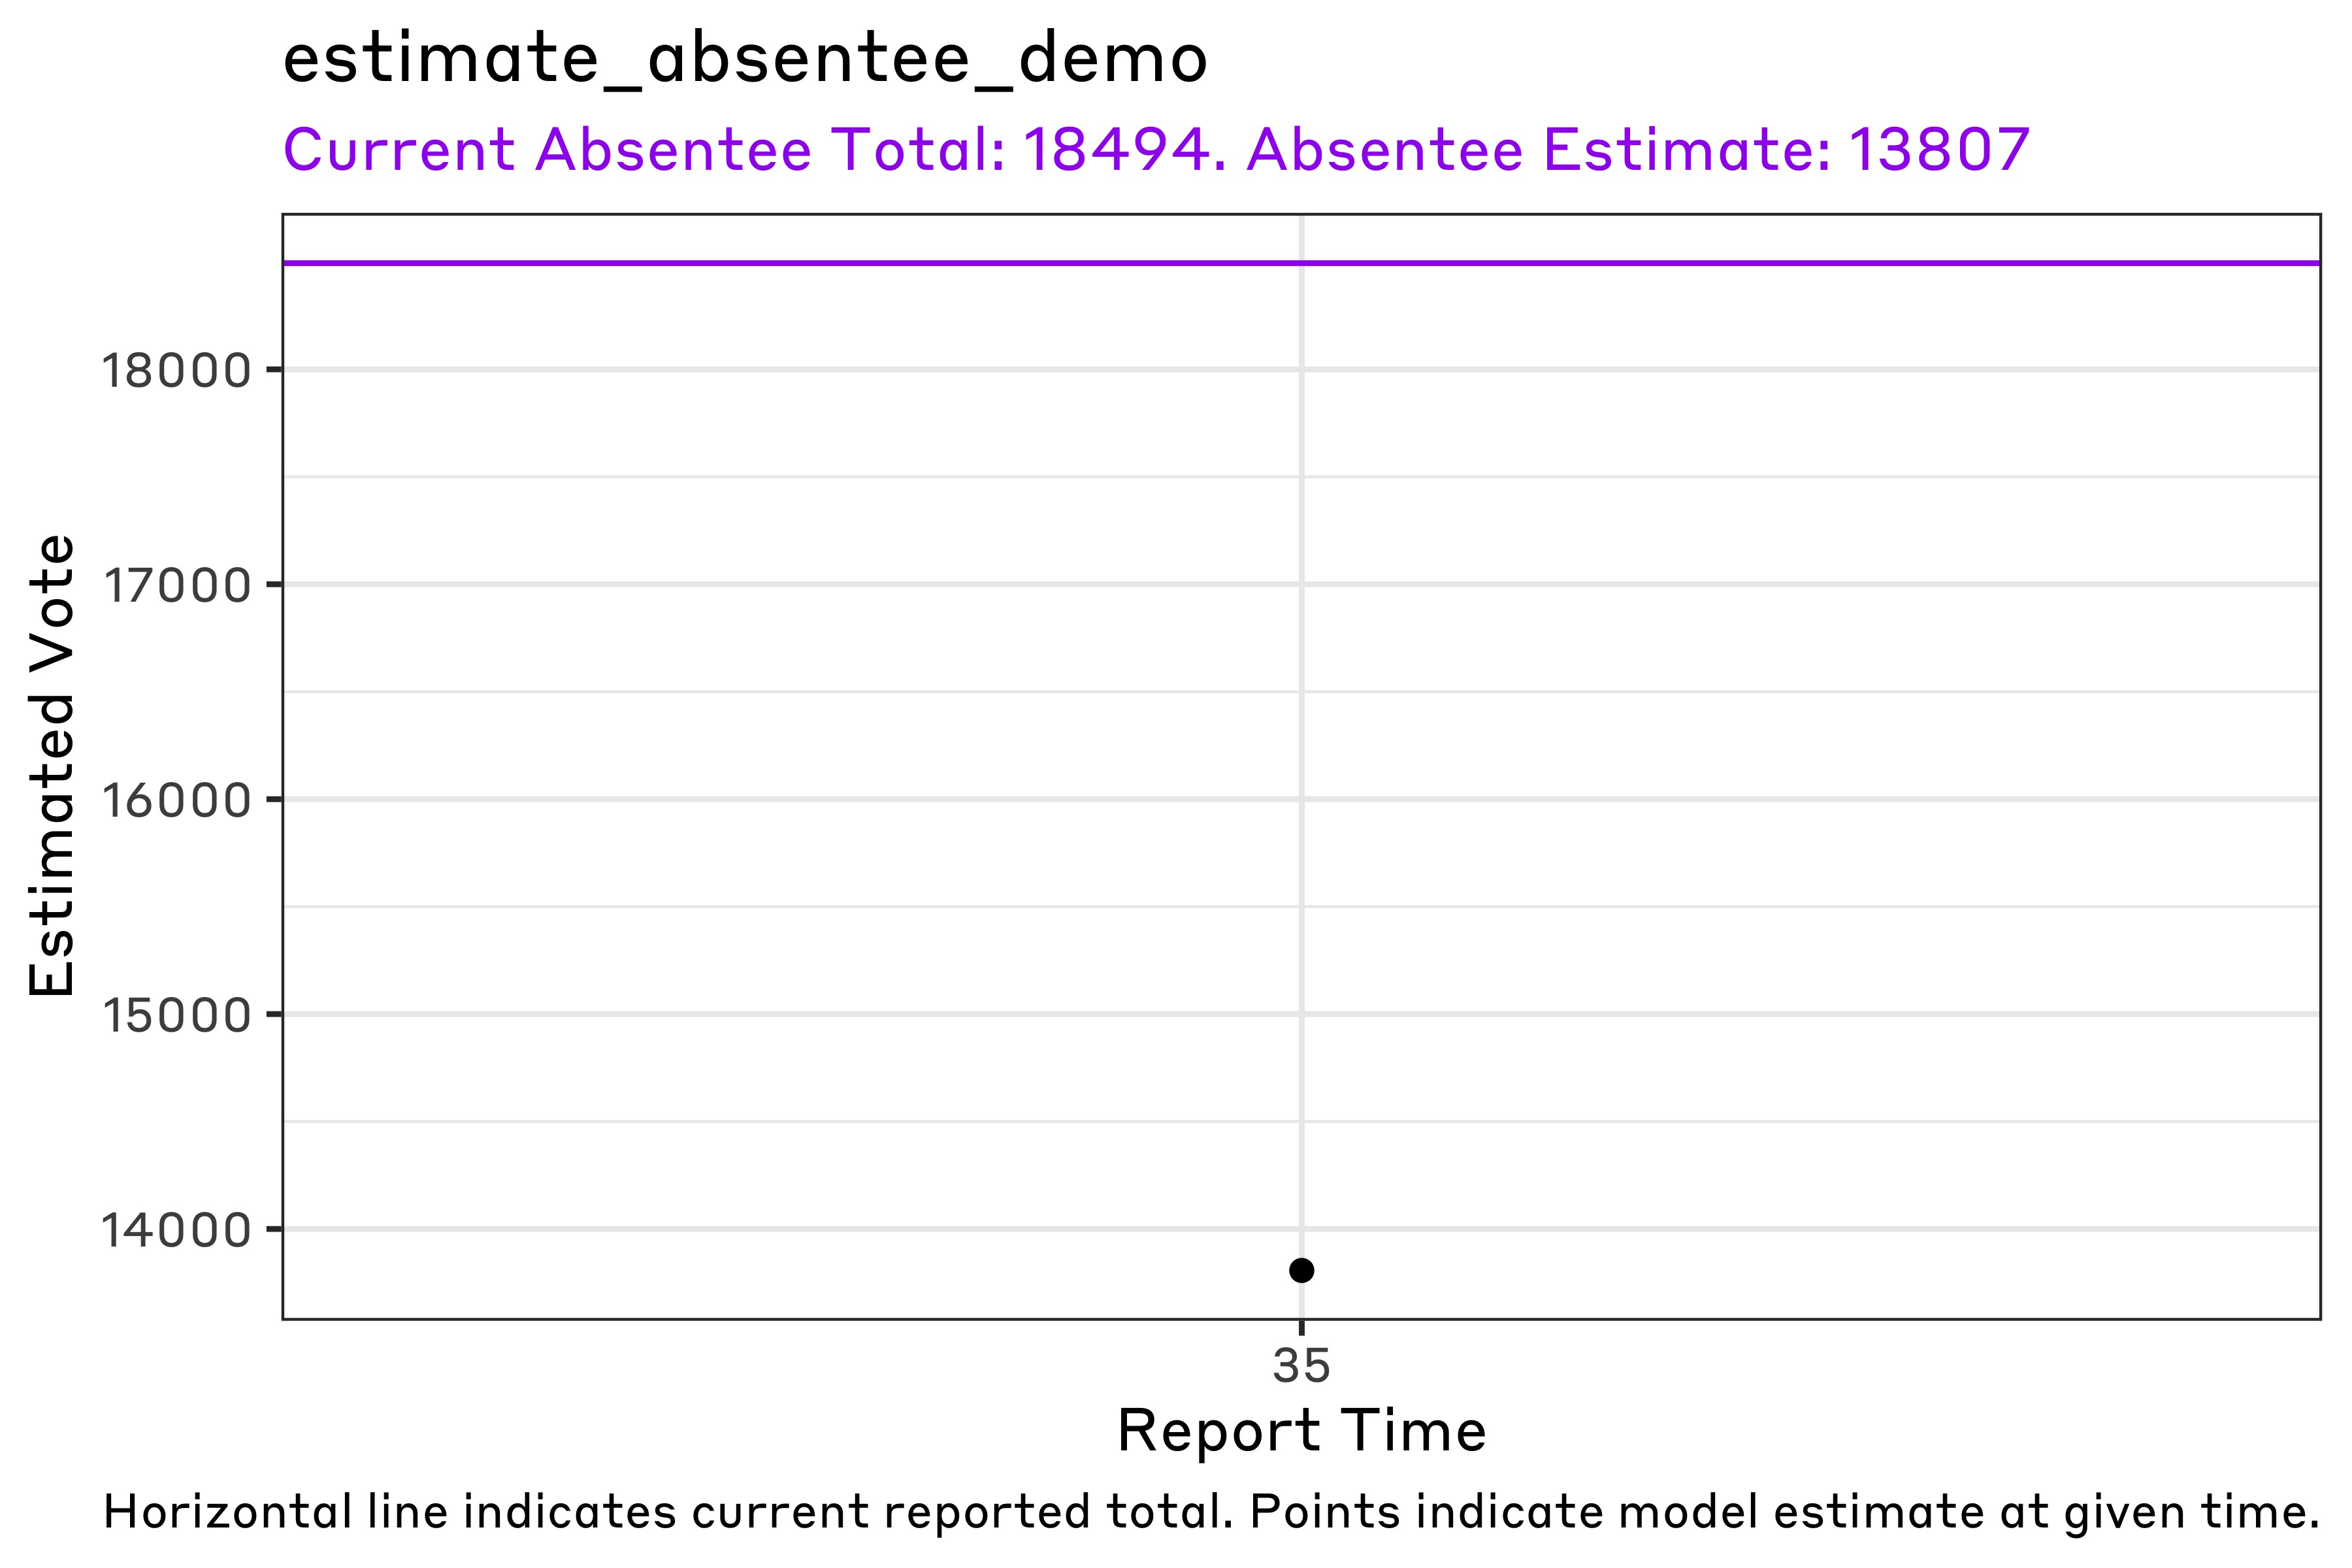 estimate_absentee_demo
Current Absentee Total: 18494. Absentee Estimate: 13807
Estimated Vote
18000
17000
16000
15000
14000
35
Report Time
Horizontal line indicates current reported total. Points indicate model estimate at given time.